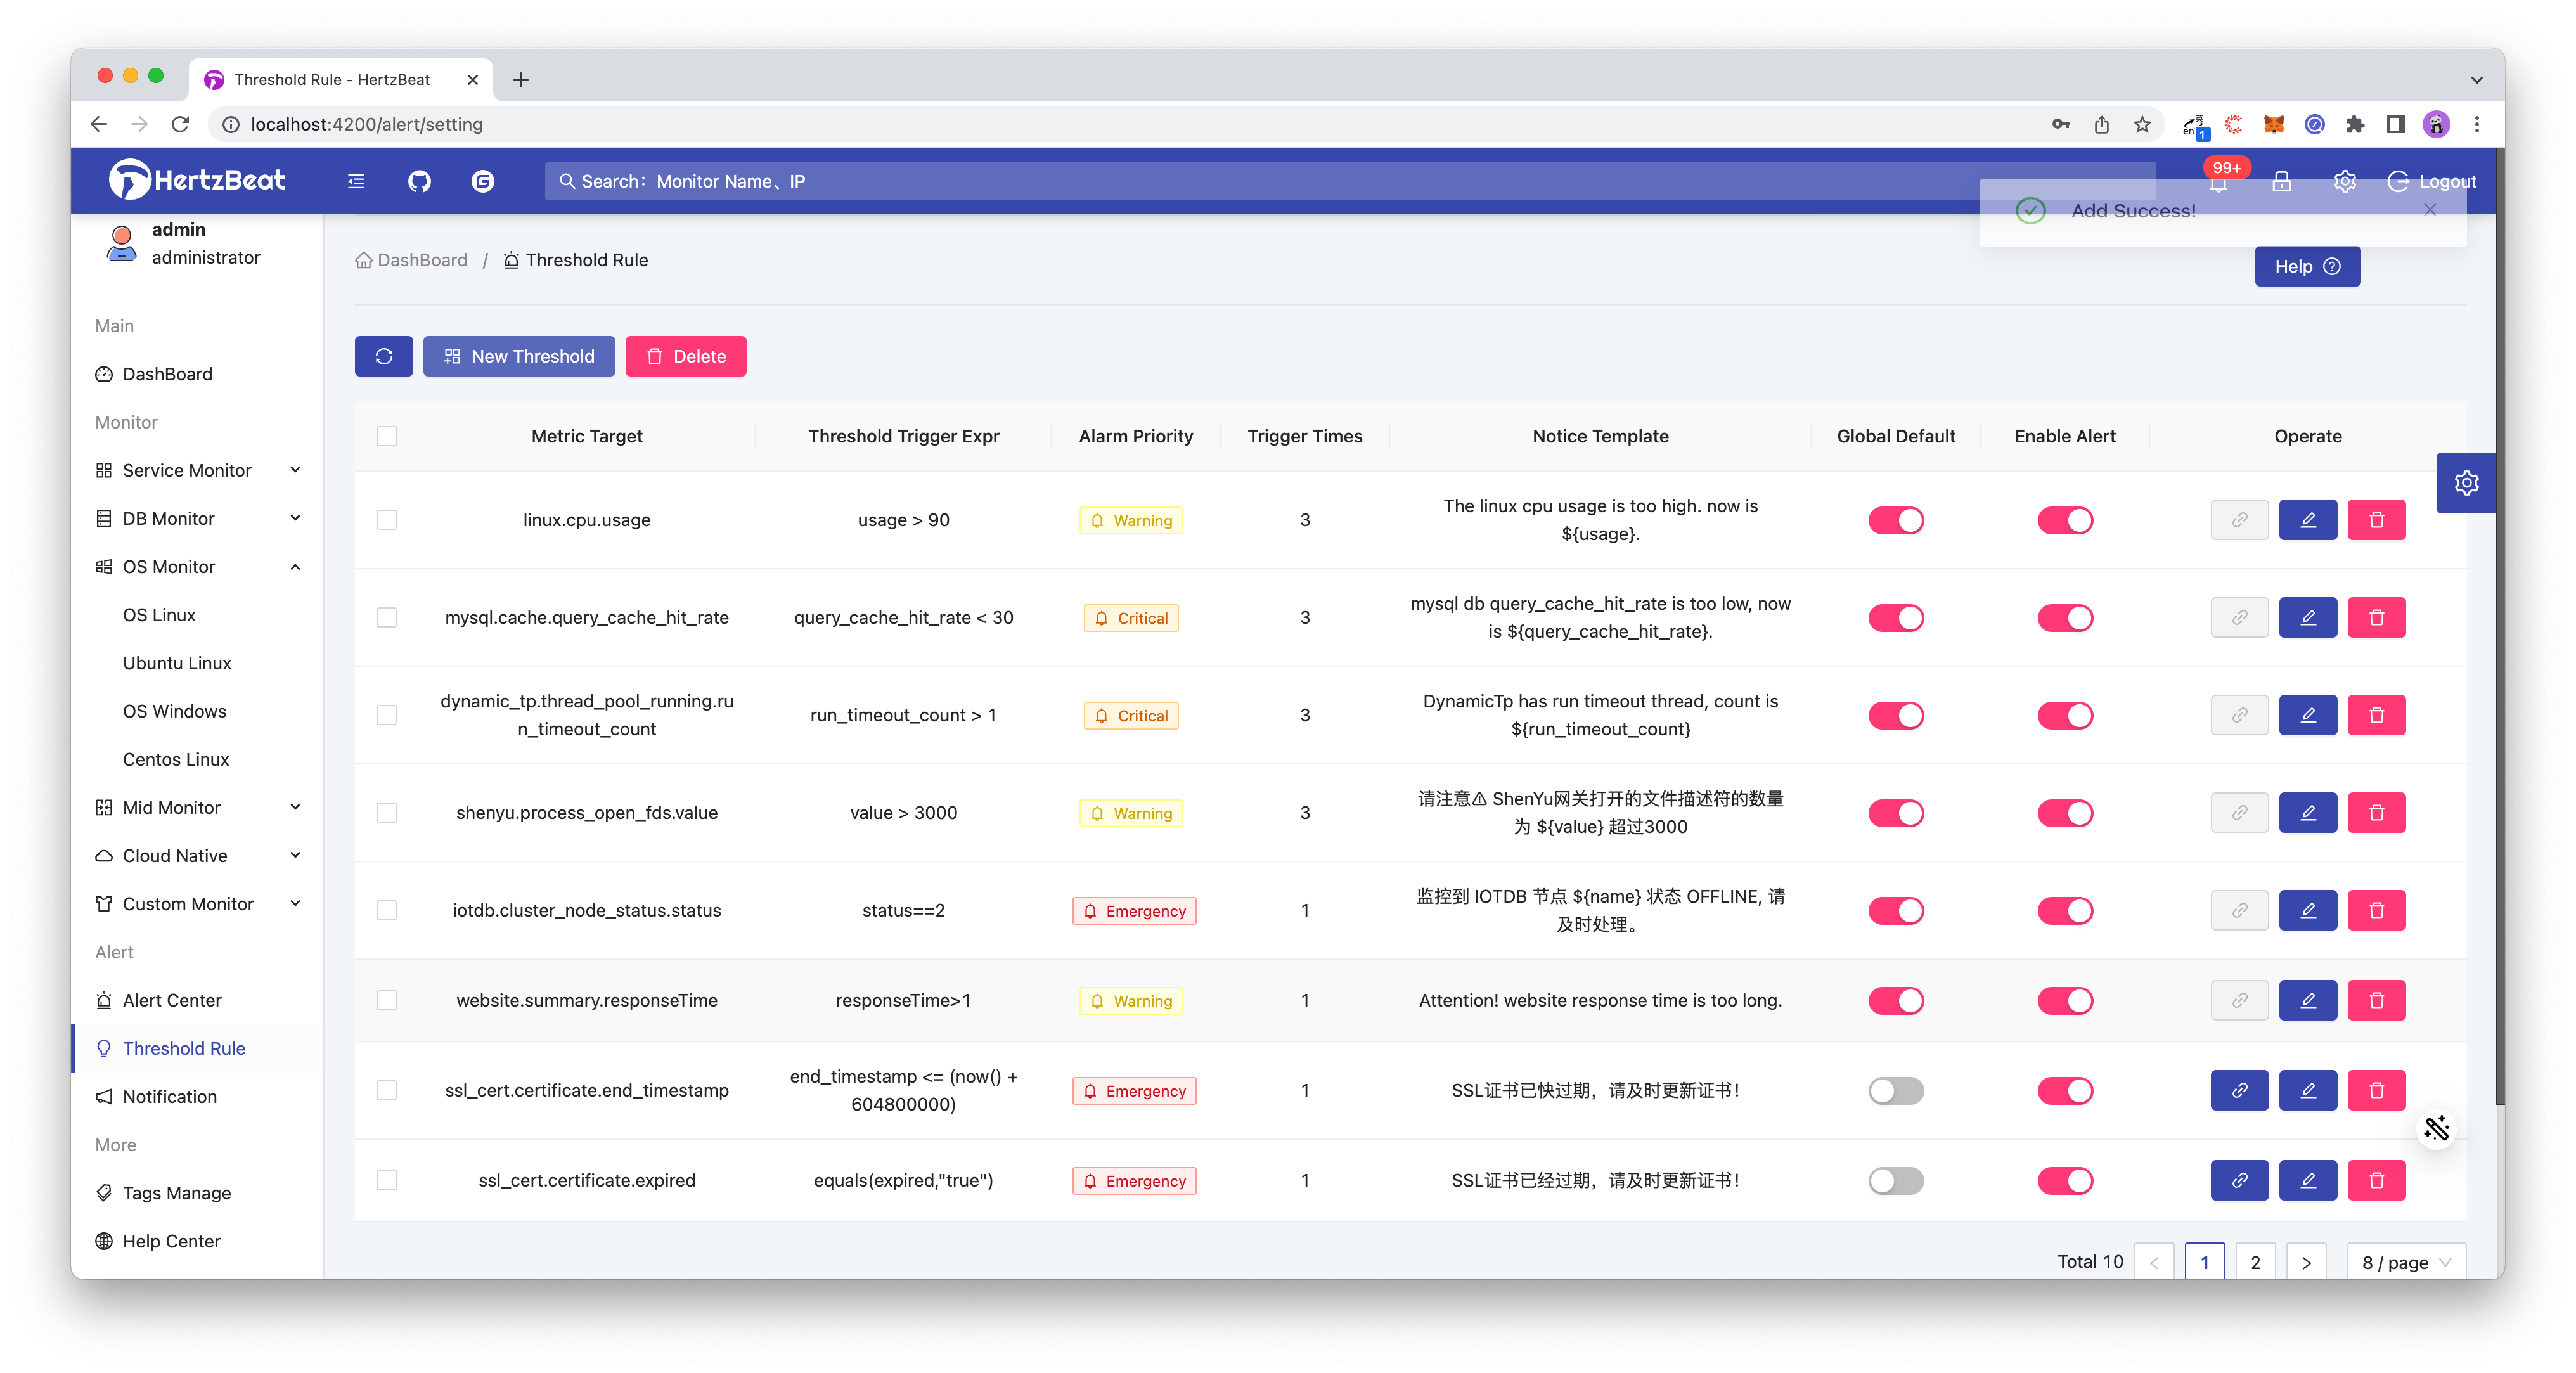 Threshold Rule - HertzBeat
localhost:4200/alert/setting
英
en
1
HertzBeat
Search： Monitor Name、IP
99+
Logout
Add Success!
admin
administrator
DashBoard / Threshold Rule
Help
Main
DashBoard
Monitor
Service Monitor
DB Monitor
OS Monitor
OS Linux
Ubuntu Linux
OS Windows
Centos Linux
Mid Monitor
Cloud Native
Custom Monitor
Alert
Alert Center
Threshold Rule
Notification
More
Tags Manage
Help Center
New Threshold
Delete
Metric Target Threshold Trigger Expr Alarm Priority Trigger Times Notice Template Global Default Enable Alert Operate
linux.cpu.usage usage > 90 Warning 3 The linux cpu usage is too high. now is
${usage}.
mysql.cache.query_cache_hit_rate query_cache_hit_rate < 30 Critical 3 mysql db query_cache_hit_rate is too low, now
is ${query_cache_hit_rate}.
dynamic_tp.thread_pool_running.ru
n_timeout_count run_timeout_count > 1 Critical 3 DynamicTp has run timeout thread, count is
${run_timeout_count}
shenyu.process_open_fds.value value > 3000 Warning 3 请注意⚠ ShenYu网关打开的文件描述符的数量
为 ${value} 超过3000
iotdb.cluster_node_status.status status==2 Emergency 1 监控到 IOTDB 节点 ${name} 状态 OFFLINE, 请
及时处理。
website.summary.responseTime responseTime>1 Warning 1 Attention! website response time is too long.
ssl_cert.certificate.end_timestamp end_timestamp <= (now() +
604800000) Emergency 1 SSL证书已快过期，请及时更新证书！
ssl_cert.certificate.expired equals(expired,"true") Emergency 1 SSL证书已经过期，请及时更新证书！
Total 10 < 1 2 > 8 / page